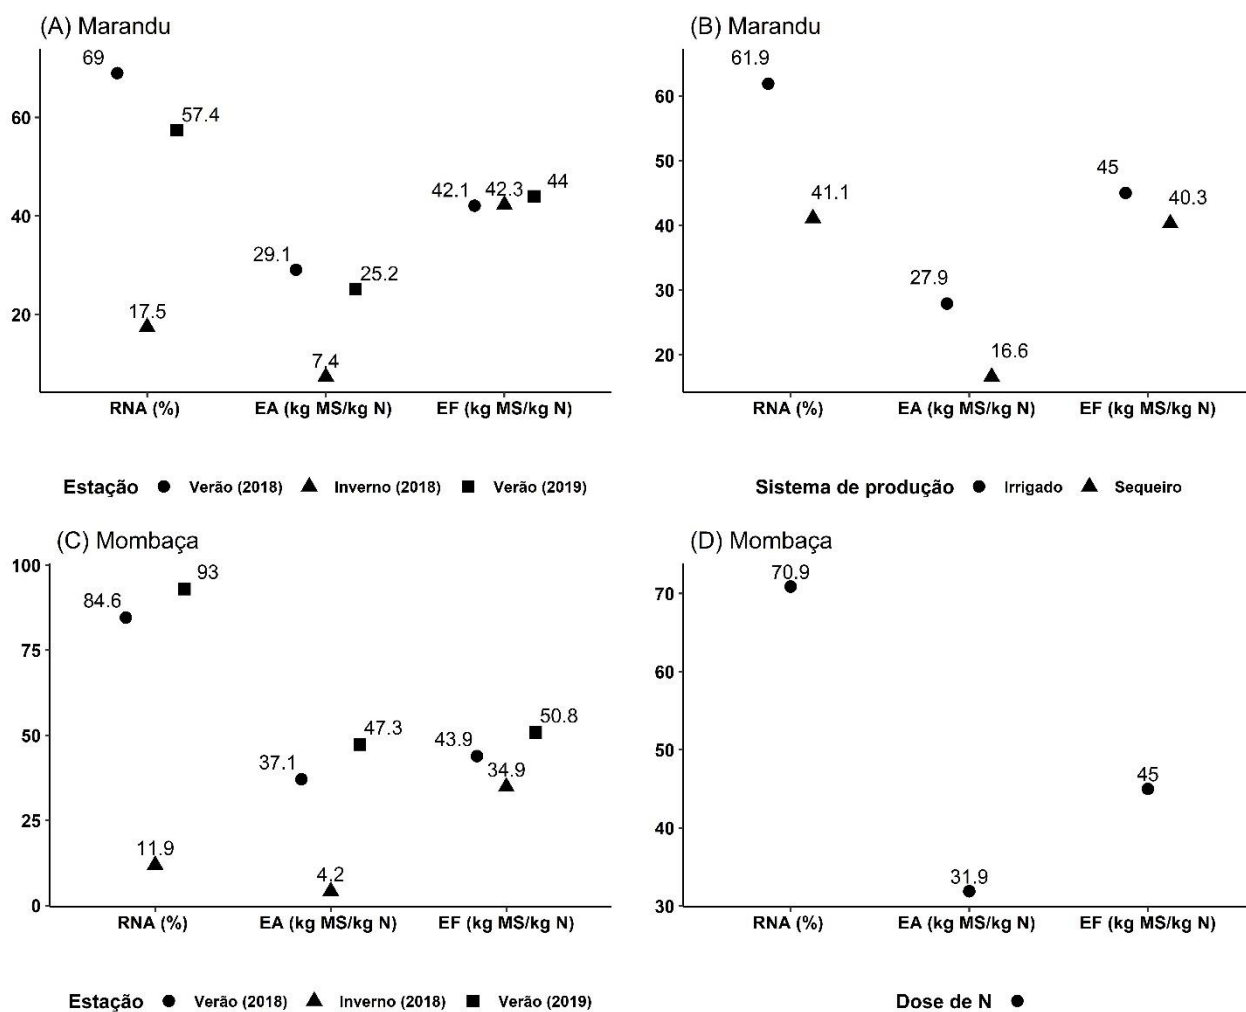 (A) Marandu
69
57.4
17.5
29.1
25.2
7.4
42.1
42.3
44
60
40
20
RNA (%)
EA (kg MS/kg N)
EF (kg MS/kg N)
Estação
Verão (2018)
Inverno (2018)
Verão (2019)
(B) Marandu
61.9
41.1
27.9
16.6
45
40.3
60
50
40
30
20
RNA (%)
EA (kg MS/kg N)
EF (kg MS/kg N)
Sistema de produção
Irrigado
Sequeiro
(C) Mombaça
84.6
93
11.9
37.1
47.3
4.2
43.9
34.9
50.8
100
75
50
25
0
RNA (%)
EA (kg MS/kg N)
EF (kg MS/kg N)
Estação
Verão (2018)
Inverno (2018)
Verão (2019)
(D) Mombaça
70.9
31.9
45
70
60
50
40
30
RNA (%)
EA (kg MS/kg N)
EF (kg MS/kg N)
Dose de N